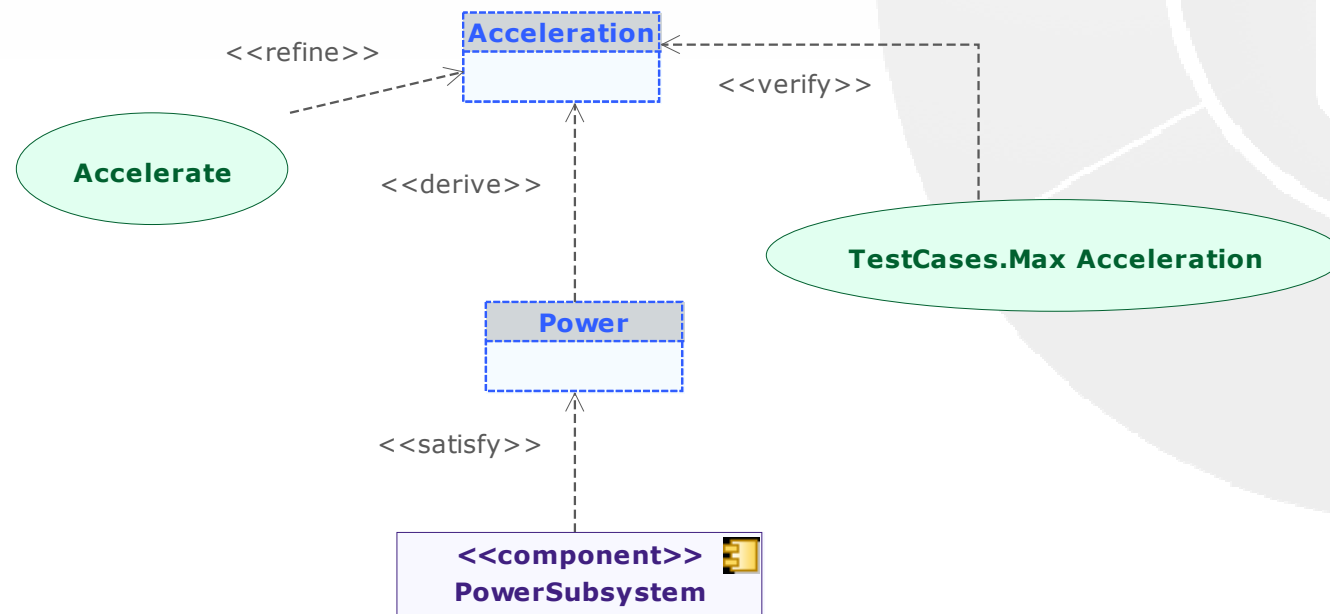 Acceleration
<<refine>>
<<verify>>
Accelerate
<<derive>>
TestCases.Max Acceleration
Power
<<satisfy>>
<<component>>
PowerSubsystem